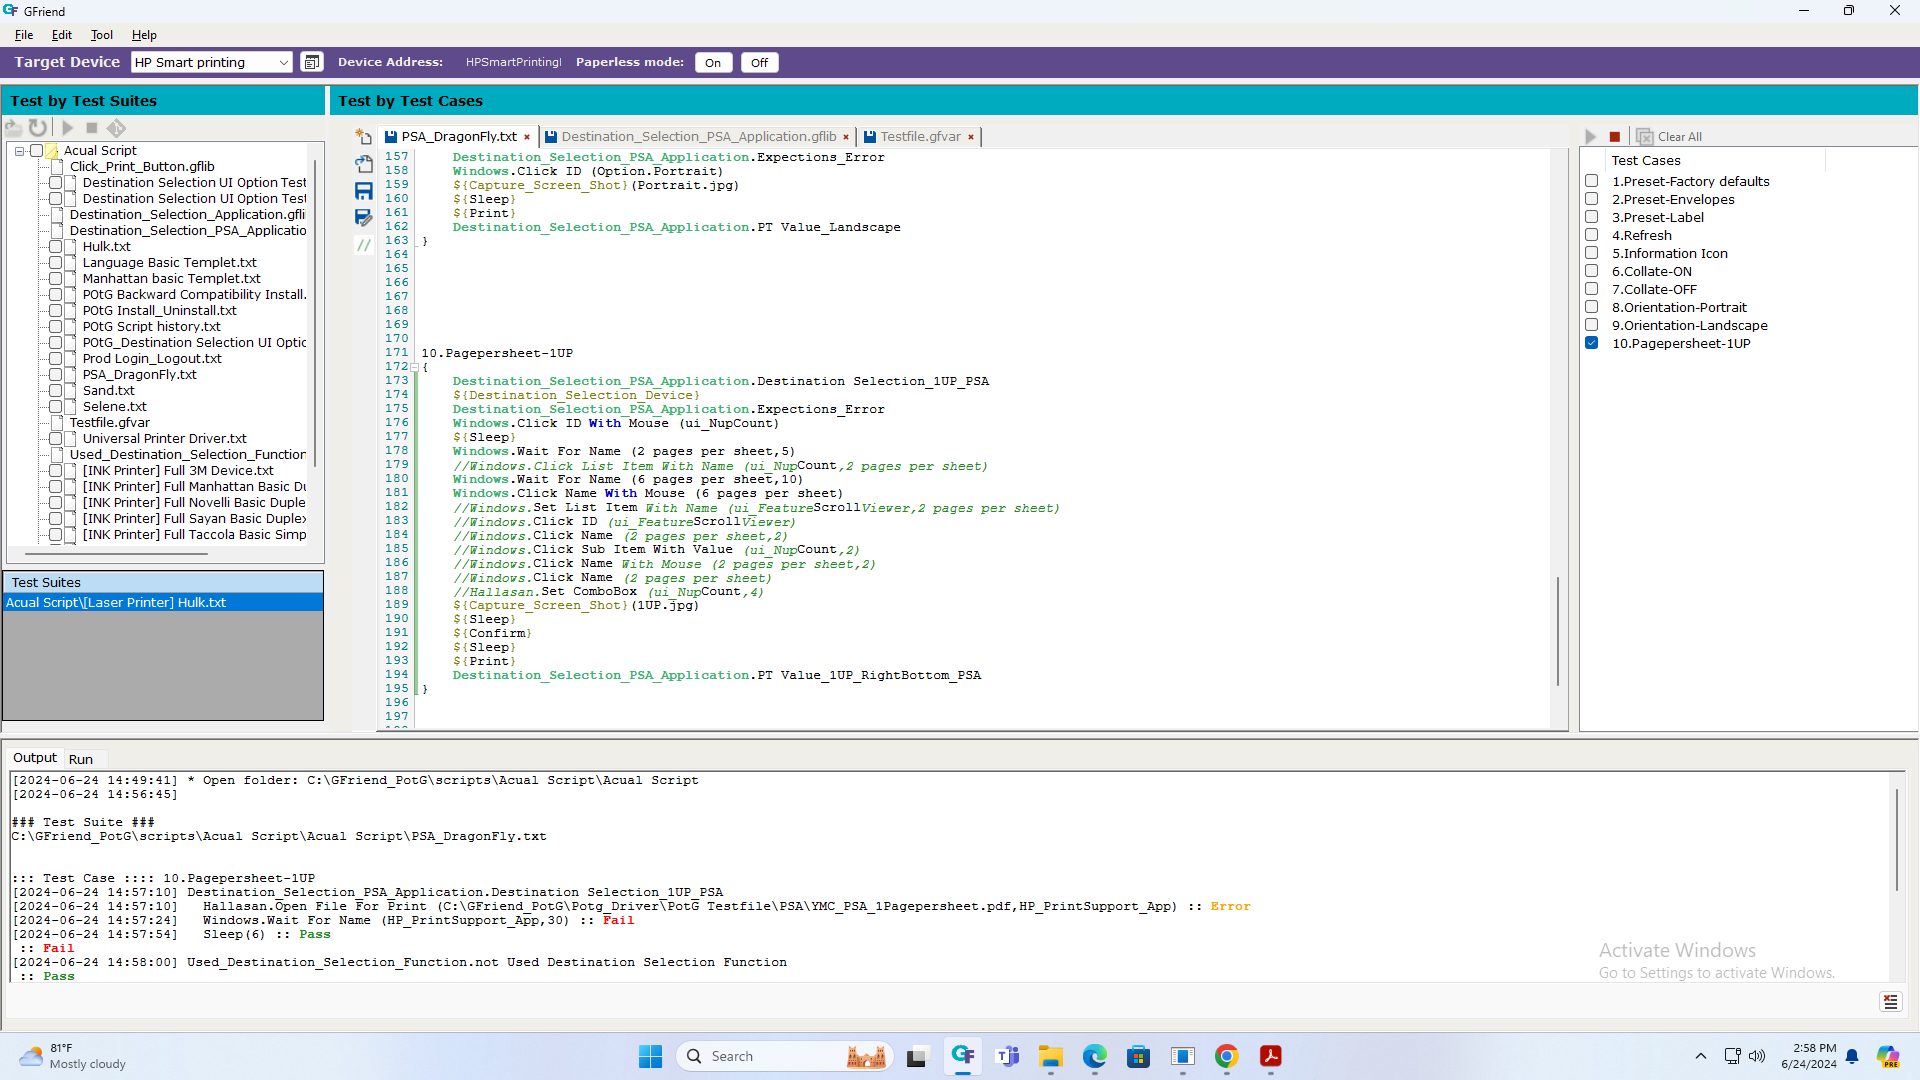 GFriend
File Edit Tool Help
Target Device HP Smart printing Device Address: HPSmartPrintingI Paperless mode: On Off
Test by Test Suites
Acual Script
Click_Print_Button.gflib
Destination Selection UI Option Test
Destination Selection UI Option Test
Destination_Selection_Application.gfli
Destination_Selection_PSA_Applicatio
Hulk.txt
Language Basic Templet.txt
Manhattan basic Templet.txt
POtG Backward Compatibility Install.
POtG Install_Uninstall.txt
POtG Script history.txt
POtG_Destination Selection UI Optic
Prod Login_Logout.txt
PSA_DragonFly.txt
Sand.txt
Selene.txt
Testfile.gfvar
Universal Printer Driver.txt
Used_Destination_Selection_Function
[INK Printer] Full 3M Device.txt
[INK Printer] Full Manhattan Basic Du
[INK Printer] Full Novelli Basic Duple
[INK Printer] Full Sayan Basic Duplex
[INK Printer] Full Taccola Basic Simp
Test Suites
Acual Script\[Laser Printer] Hulk.txt
Test by Test Cases
PSA_DragonFly.txt × Destination_Selection_PSA_Application.gflib × Testfile.gfvar ×
157 Destination_Selection_PSA_Application.Expections_Error
158 Windows.Click ID (Option.Portrait)
159 ${Capture_Screen_Shot}(Portrait.jpg)
160 ${Sleep}
161 ${Print}
162 Destination_Selection_PSA_Application.PT Value_Landscape
163 }
164
165
166
167
168
169
170
171 10.Pagepersheet-1UP
172 {
173 Destination_Selection_PSA_Application.Destination Selection_1UP_PSA
174 ${Destination_Selection_Device}
175 Destination_Selection_PSA_Application.Expections_Error
176 Windows.Click ID With Mouse (ui_NupCount)
177 ${Sleep}
178 Windows.Wait For Name (2 pages per sheet,5)
179 //Windows.Click List Item With Name (ui_NupCount,2 pages per sheet)
180 Windows.Wait For Name (6 pages per sheet,10)
181 Windows.Click Name With Mouse (6 pages per sheet)
182 //Windows.Set List Item With Name (ui_FeatureScrollViewer,2 pages per sheet)
183 //Windows.Click ID (ui_FeatureScrollViewer)
184 //Windows.Click Name (2 pages per sheet,2)
185 //Windows.Click Sub Item With Value (ui_NupCount,2)
186 //Windows.Click Name With Mouse (2 pages per sheet,2)
187 //Windows.Click Name (2 pages per sheet)
188 //Hallasan.Set ComboBox (ui_NupCount,4)
189 ${Capture_Screen_Shot}(1UP.jpg)
190 ${Sleep}
191 ${Confirm}
192 ${Sleep}
193 ${Print}
194 Destination_Selection_PSA_Application.PT Value_1UP_RightBottom_PSA
195 }
196
197
Clear All
Test Cases
1.Preset-Factory defaults
2.Preset-Envelopes
3.Preset-Label
4.Refresh
5.Information Icon
6.Collate-ON
7.Collate-OFF
8.Orientation-Portrait
9.Orientation-Landscape
10.Pagepersheet-1UP
Output Run
[2024-06-24 14:49:41] * Open folder: C:\GFriend_PotG\scripts\Acual Script\Acual Script
[2024-06-24 14:56:45]
### Test Suite ###
C:\GFriend_PotG\scripts\Acual Script\Acual Script\PSA_DragonFly.txt
::: Test Case :::: 10.Pagepersheet-1UP
[2024-06-24 14:57:10] Destination_Selection_PSA_Application.Destination Selection_1UP_PSA
[2024-06-24 14:57:10] Hallasan.Open File For Print (C:\GFriend_PotG\Potg_Driver\PotG Testfile\PSA\YMC_PSA_1Pagepersheet.pdf,HP_PrintSupport_App) :: Error
[2024-06-24 14:57:24] Windows.Wait For Name (HP_PrintSupport_App,30) :: Fail
[2024-06-24 14:57:54] Sleep(6) :: Pass
:: Fail
[2024-06-24 14:58:00] Used_Destination_Selection_Function.not Used Destination Selection Function
:: Pass
Activate Windows
Go to Settings to activate Windows.
81°F
Mostly cloudy
Search
2:58 PM
6/24/2024
PRE